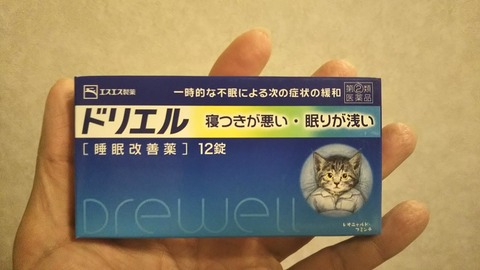 エスエス製薬
一時的な不眠による次の症状の緩和
指定第②類
医薬品
ドリエル
寝つきが悪い・眠りが浅い
[睡眠改善薬] 12錠
Drewell